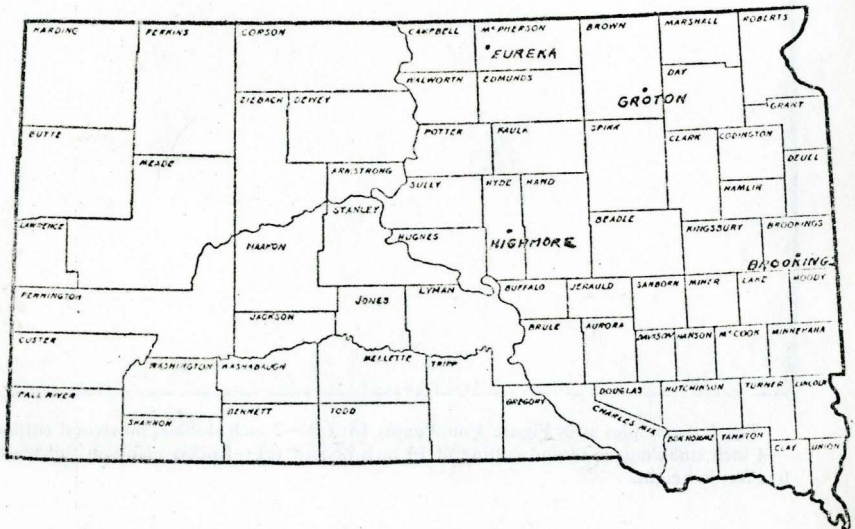 HARDING
PERKINS
CORSON
CAMPBELL
McPHERSON
BROWN
MARSHALL
ROBERTS
EUREKA
WALWORTH
EDMUNDS
DAY
ZIEBACH
DEWEY
GROTON
GRANT
BUTTE
POTTER
FAULK
SPINK
CLARK
CODINGTON
MEADE
DEUEL
ARMSTRONG
SULLY
HYDE
HAND
HAMLIN
STANLEY
BEADLE
LAWRENCE
HUGHES
HIGHMORE
KINGSBURY
BROOKINGS
HAAKON
BROOKINGS
PENNINGTON
JONES
LYMAN
BUFFALO
JERAULD
SANBORN
MINER
LAKE
MOODY
JACKSON
BRULE
AURORA
CUSTER
DAVISON
HANSON
McCOOK
MINNEHAHA
WASHINGTON
WASHABAUGH
MELLETTE
TRIPP
FALL RIVER
GREGORY
DOUGLAS
HUTCHINSON
TURNER
LINCOLN
SHANNON
BENNETT
TODD
CHARLES MIX
BON HOMME
YANKTON
CLAY
UNION